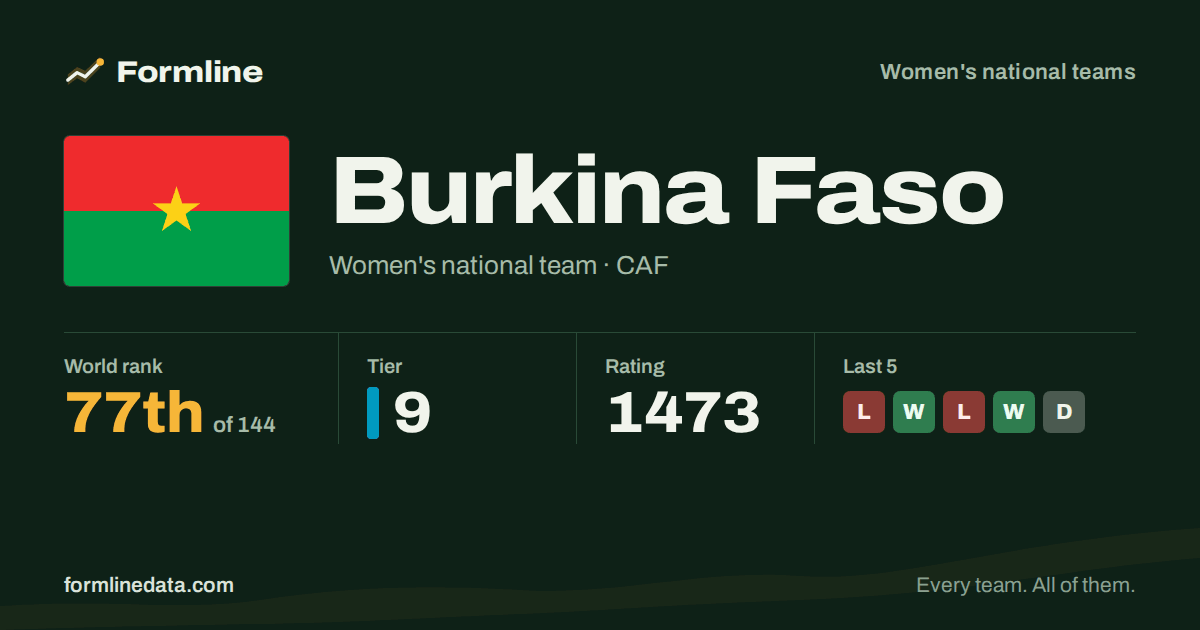 Formline
Women's national teams
Burkina Faso
Women's national team · CAF
World rank
77th of 144
Tier
9
Rating
1473
Last 5
L W L W D
formlinedata.com
Every team. All of them.